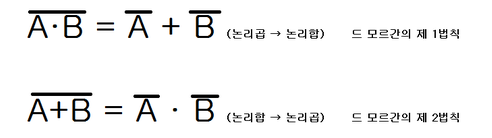 A̅·̅B̅ = A̅ + B̅ (논리곱 → 논리합) 드 모르간의 제 1법칙
A̅+̅B̅ = A̅ · B̅ (논리합 → 논리곱) 드 모르간의 제 2법칙